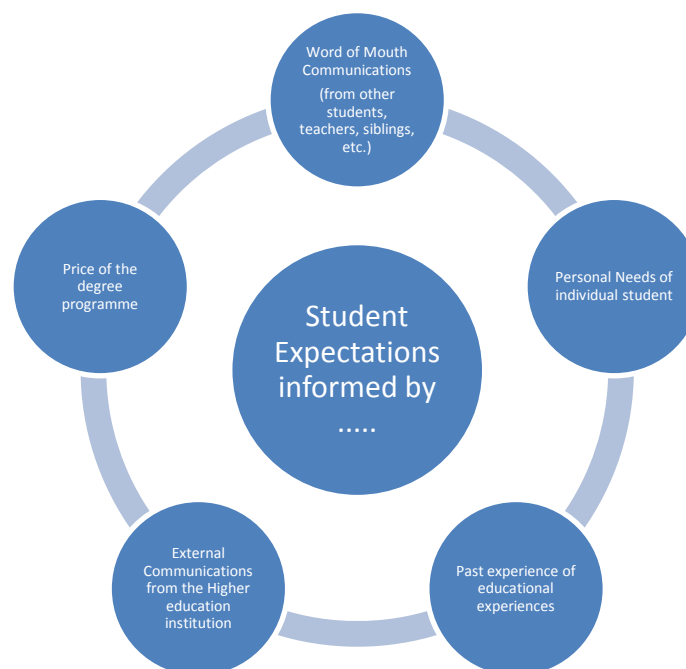 Word of Mouth
Communications
(from other
students,
teachers, siblings,
etc.)
Price of the
degree
programme
Personal Needs of
individual student
Student
Expectations
informed by
.....
External
Communications
from the Higher
education
institution
Past experience of
educational
experiences